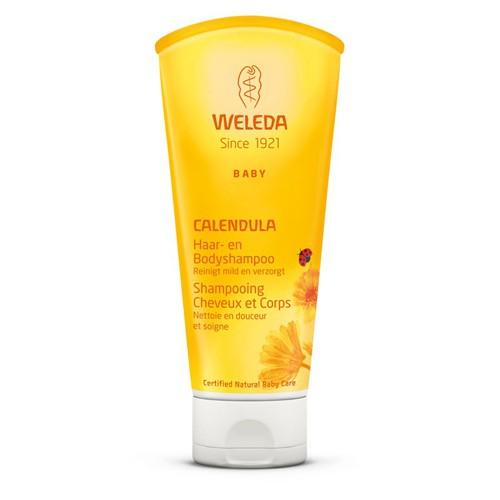 WELEDA
Since 1921
BABY
CALENDULA
Haar- en
Bodyshampoo
Reinigt mild en verzorgt
Shampooing
Cheveux et Corps
Nettoie en douceur
et soigne
Certified Natural Baby Care